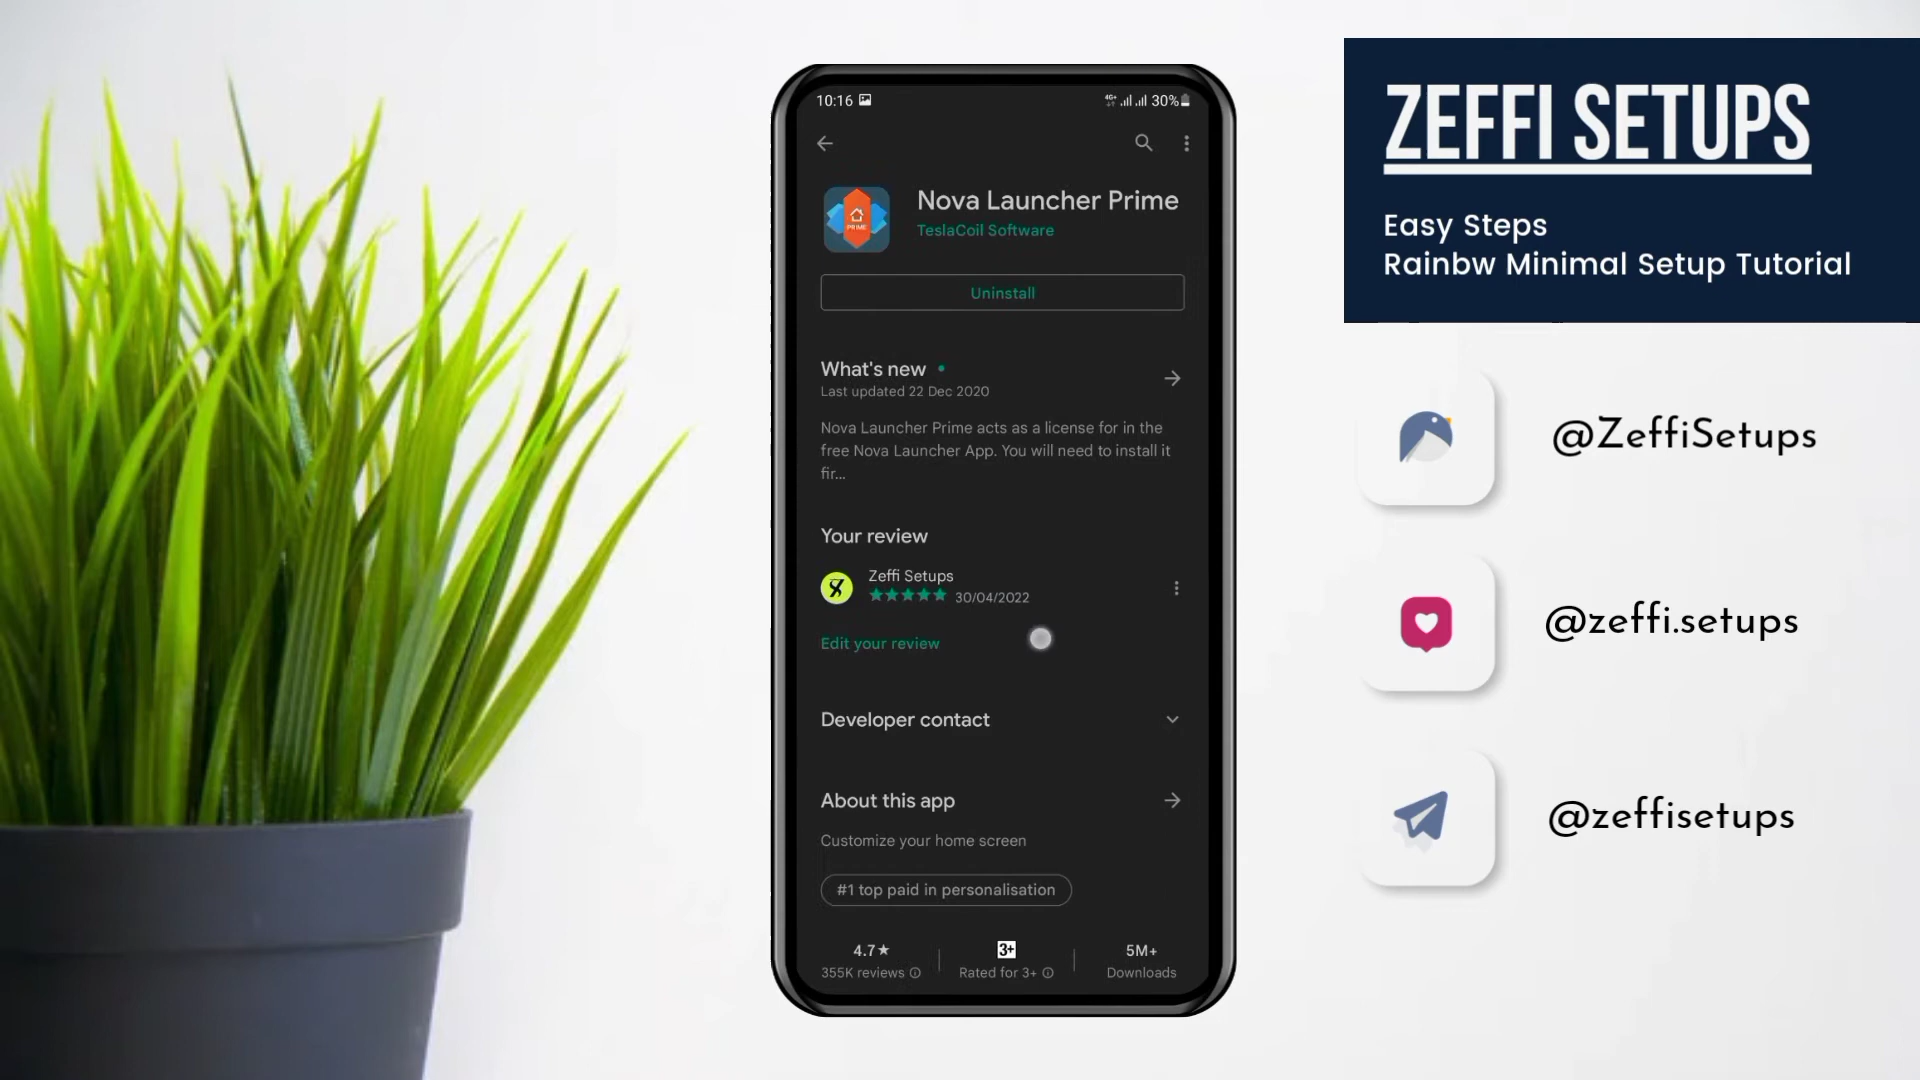 10:16
4G+
30%
Nova Launcher Prime
PRIME
TeslaCoil Software
Uninstall
What's new
Last updated 22 Dec 2020
Nova Launcher Prime acts as a license for in the
free Nova Launcher App. You will need to install it
fir...
Your review
Zeffi Setups
30/04/2022
Edit your review
Developer contact
About this app
Customize your home screen
#1 top paid in personalisation
4.7★
355K reviews
3+
Rated for 3+
5M+
Downloads
ZEFFI SETUPS
Easy Steps
Rainbw Minimal Setup Tutorial
@ZeffiSetups
@zeffi.setups
@zeffisetups